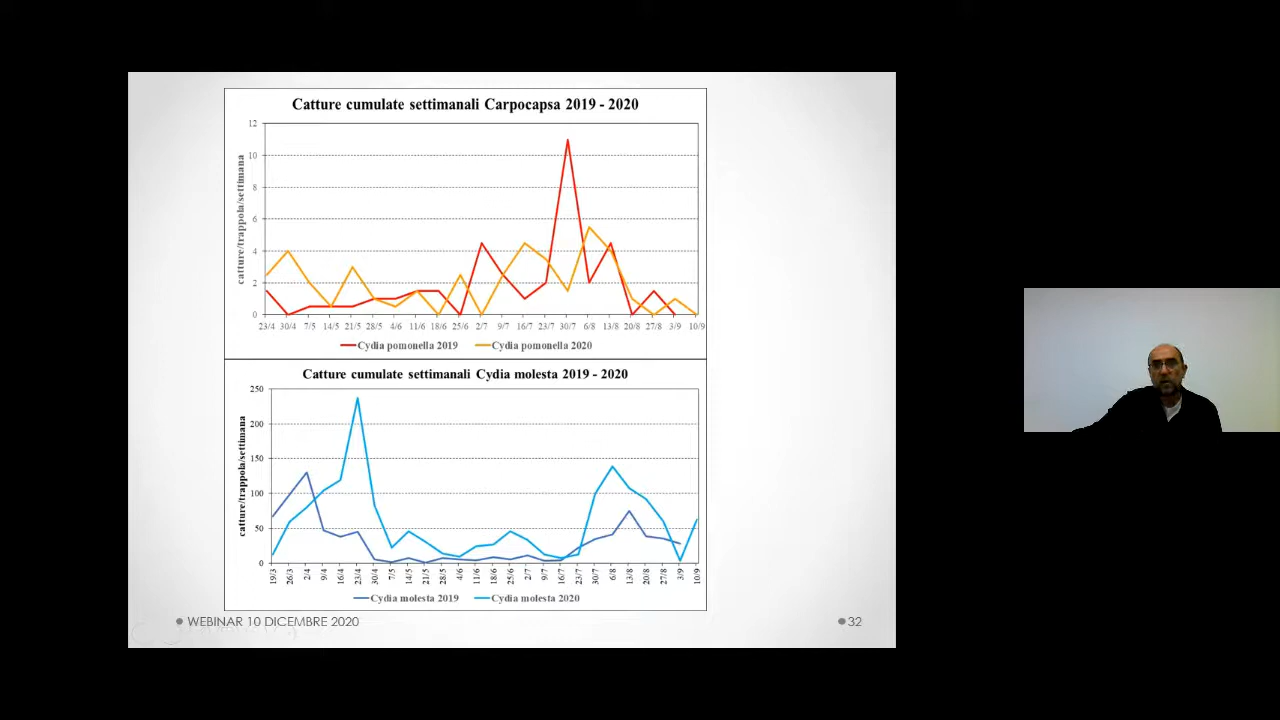 Catture cumulate settimanali Carpocapsa 2019 - 2020
catture/trappola/settimana
12
10
8
6
4
2
0
23/4 30/4 7/5 14/5 21/5 28/5 4/6 11/6 18/6 25/6 2/7 9/7 16/7 23/7 30/7 6/8 13/8 20/8 27/8 3/9 10/9
Cydia pomonella 2019 Cydia pomonella 2020
Catture cumulate settimanali Cydia molesta 2019 - 2020
catture/trappola/settimana
250
200
150
100
50
0
19/3 26/3 2/4 9/4 16/4 23/4 30/4 7/5 14/5 21/5 28/5 4/6 11/6 18/6 25/6 2/7 9/7 16/7 23/7 30/7 6/8 13/8 20/8 27/8 3/9 10/9
Cydia molesta 2019 Cydia molesta 2020
WEBINAR 10 DICEMBRE 2020 32